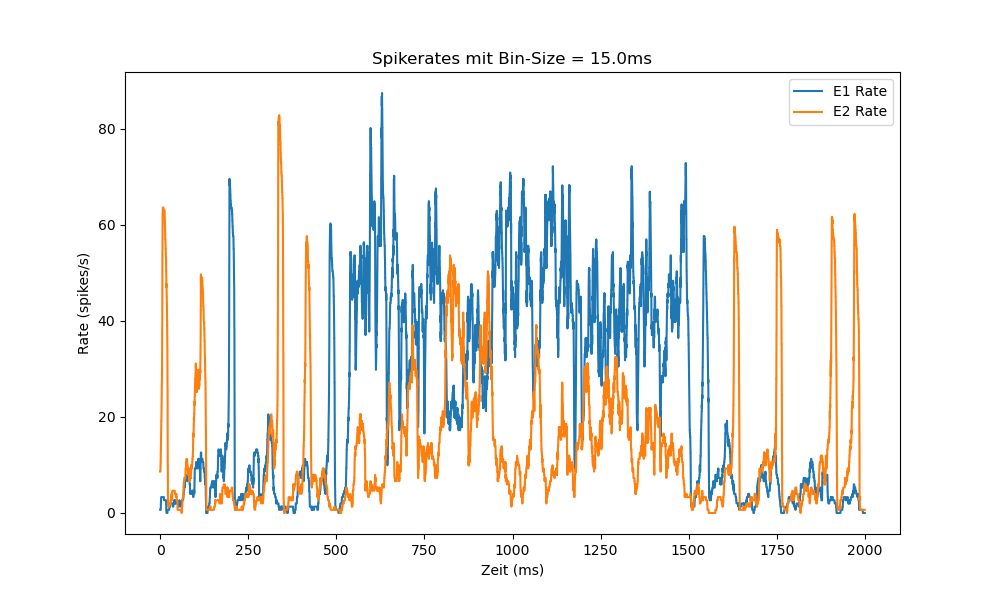 Spikerates mit Bin-Size = 15.0ms
E1 Rate
E2 Rate
Rate (spikes/s)
80
60
40
20
0
0 250 500 750 1000 1250 1500 1750 2000
Zeit (ms)